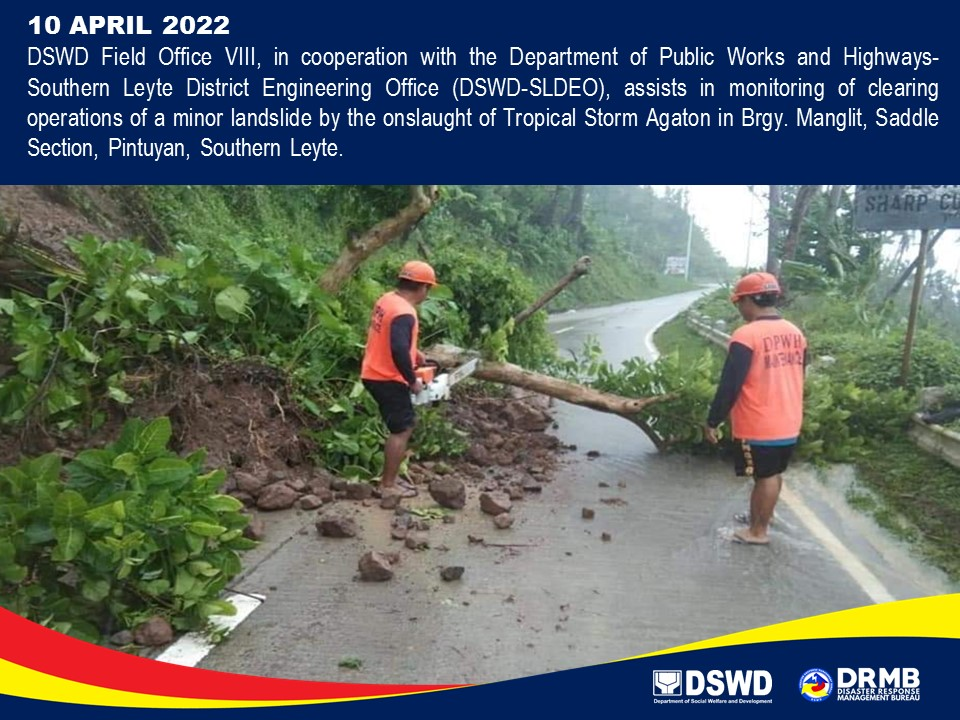 10 APRIL 2022
DSWD Field Office VIII, in cooperation with the Department of Public Works and Highways-
Southern Leyte District Engineering Office (DSWD-SLDEO), assists in monitoring of clearing
operations of a minor landslide by the onslaught of Tropical Storm Agaton in Brgy. Manglit, Saddle
Section, Pintuyan, Southern Leyte.
SHARP
DPWH
DSWD
Department of Social Welfare and Development
DRMB
DISASTER RESPONSE
MANAGEMENT BUREAU